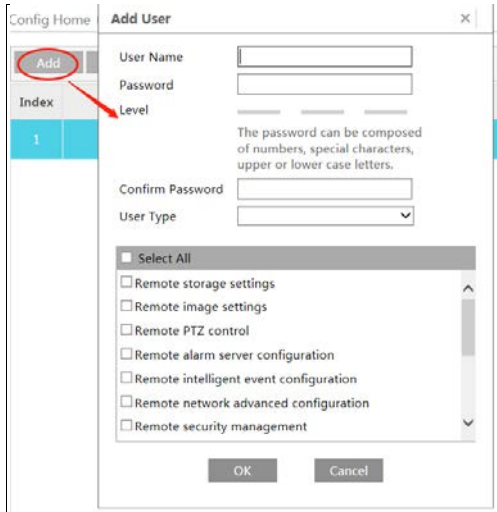 Config Home
Add User
Add
User Name
Password
Index
Level
1
The password can be composed
of numbers, special characters,
upper or lower case letters.
Confirm Password
User Type
Select All
Remote storage settings
Remote image settings
Remote PTZ control
Remote alarm server configuration
Remote intelligent event configuration
Remote network advanced configuration
Remote security management
OK
Cancel